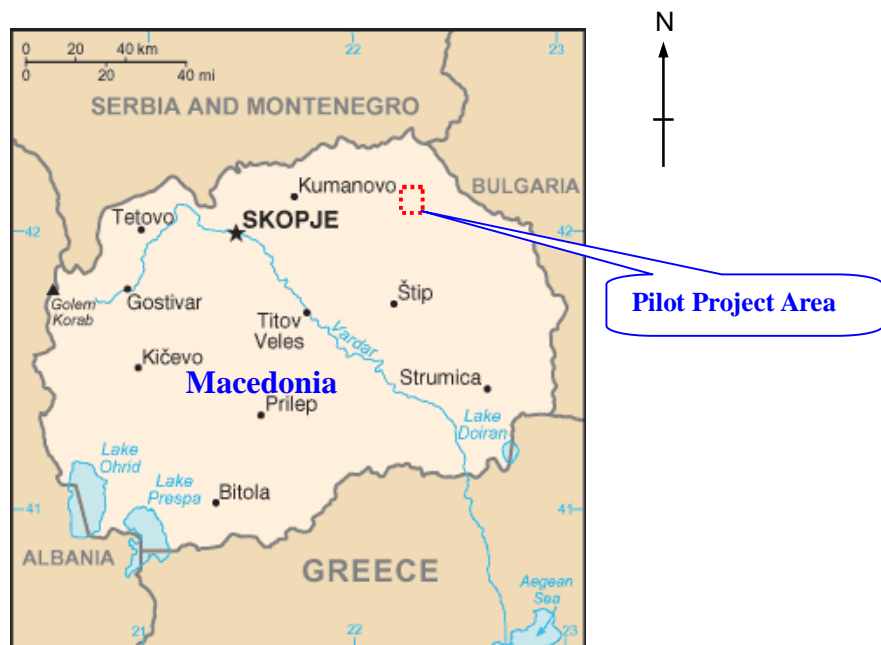 N
22
23
0 20 40 km
0 20 40 mi
SERBIA AND MONTENEGRO
BULGARIA
Kumanovo
Tetovo
SKOPJE
42
42
Golem
Korab
Gostivar
Štip
Pilot Project Area
Titov
Veles
Vardar
Kičevo
Macedonia
Strumica
Prilep
Lake
Doiran
Lake
Ohrid
Lake
Prespa
Bitola
41
41
ALBANIA
GREECE
Aegean
Sea
21
22
23